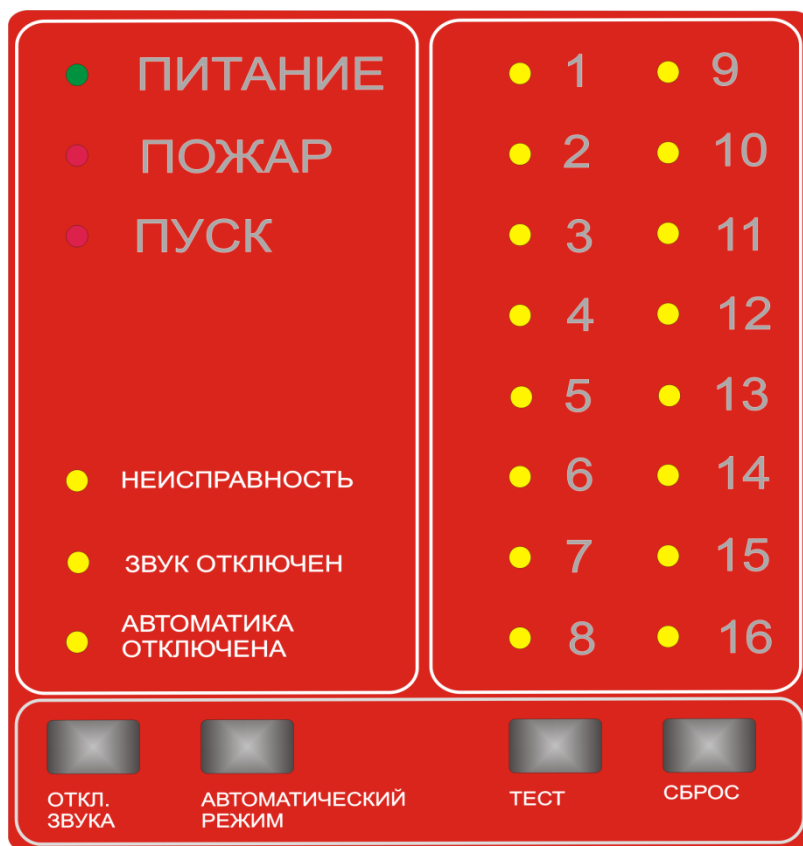 ПИТАНИЕ
ПОЖАР
ПУСК
НЕИСПРАВНОСТЬ
ЗВУК ОТКЛЮЧЕН
АВТОМАТИКА
ОТКЛЮЧЕНА
1
2
3
4
5
6
7
8
9
10
11
12
13
14
15
16
ОТКЛ.
ЗВУКА
АВТОМАТИЧЕСКИЙ
РЕЖИМ
ТЕСТ
СБРОС